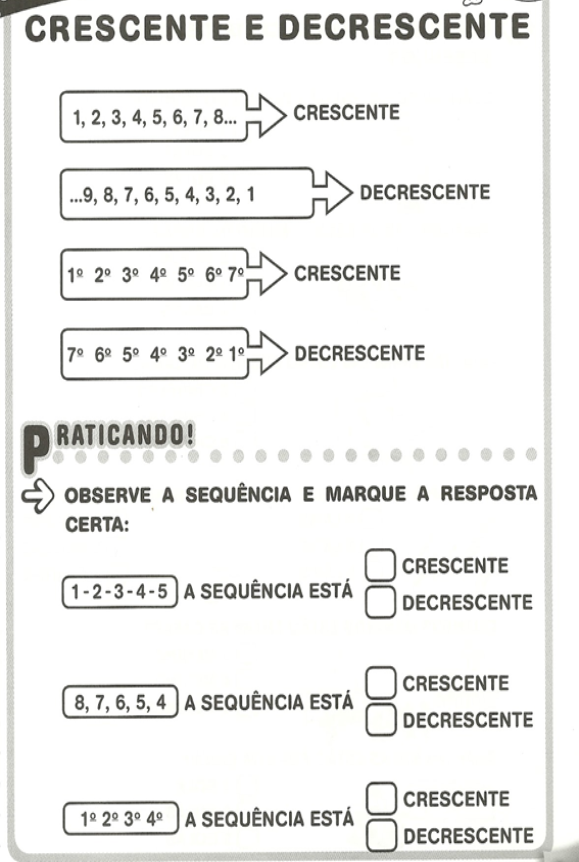 CRESCENTE E DECRESCENTE
1, 2, 3, 4, 5, 6, 7, 8... CRESCENTE
...9, 8, 7, 6, 5, 4, 3, 2, 1 DECRESCENTE
1º 2º 3º 4º 5º 6º 7º CRESCENTE
7º 6º 5º 4º 3º 2º 1º DECRESCENTE
PRATICANDO!
OBSERVE A SEQUÊNCIA E MARQUE A RESPOSTA
CERTA:
1-2-3-4-5 A SEQUÊNCIA ESTÁ
CRESCENTE
DECRESCENTE
8, 7, 6, 5, 4 A SEQUÊNCIA ESTÁ
CRESCENTE
DECRESCENTE
1º 2º 3º 4º A SEQUÊNCIA ESTÁ
CRESCENTE
DECRESCENTE